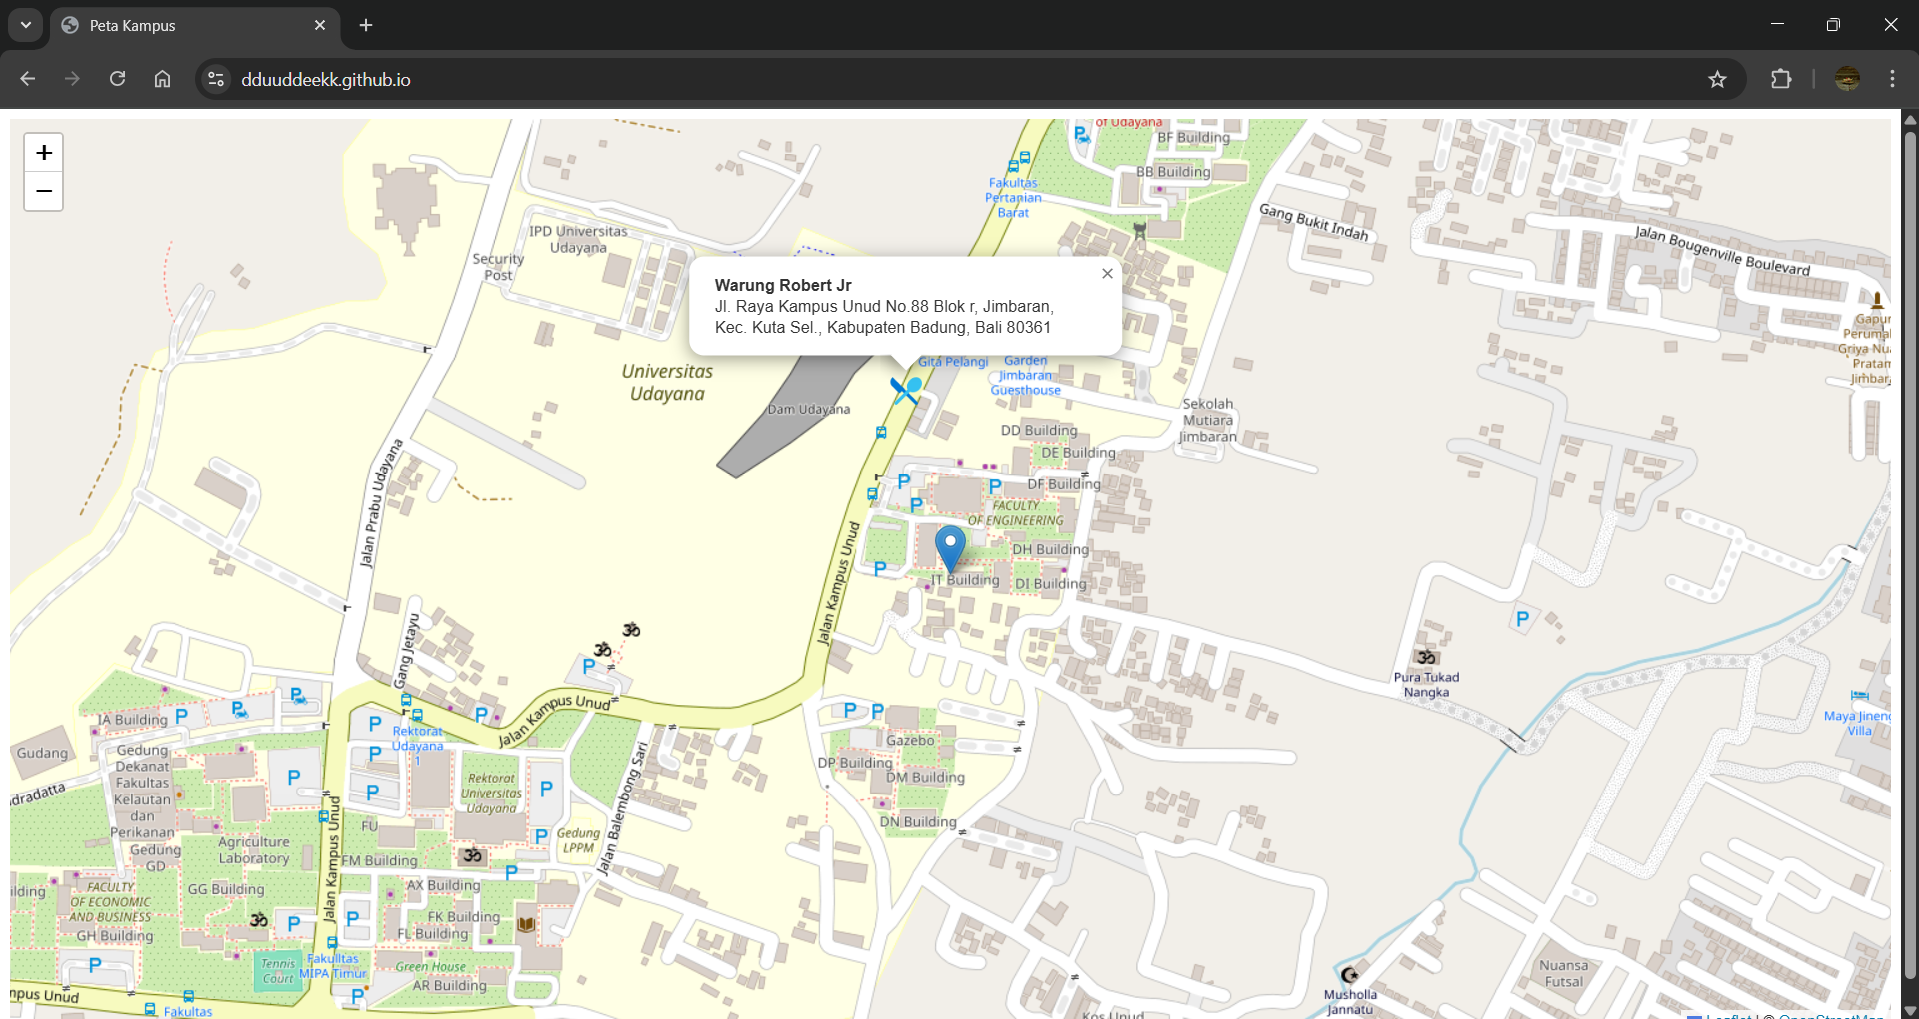 Peta Kampus
dduuddeekk.github.io
+
−
of Udayana
BF Building
BB Building
Fakultas
Pertanian
Barat
Gang Bukit Indah
Jalan Bougenville Boulevard
IPD Universitas
Udayana
Security
Post
Warung Robert Jr
Jl. Raya Kampus Unud No.88 Blok r, Jimbaran,
Kec. Kuta Sel., Kabupaten Badung, Bali 80361
×
Gapur
Peruma
Griya Nu
Pratam
Jimbar
Universitas
Udayana
Gita Pelangi
Garden
Jimbaran
Guesthouse
Dam Udayana
Sekolah
Mutiara
Jimbaran
DD Building
DE Building
DF Building
P
P
P
FACULTY
OF ENGINEERING
Jalan Prabu Udayana
Jalan Kampus Unud
DH Building
P
IT Building
DI Building
P
ॐ
ॐ
P
Gang Jetayu
ॐ
Pura Tukad
Nangka
Jalan Kampus Unud
IA Building
P
P
P
P
P
P
P
Rektorat
Udayana
1
Gudang
Gedung
Dekanat
Fakultas
Kelautan
dan
Perikanan
P
P
P
Rektorat
Universitas
Udayana
P
Jalan Balembong Sari
Gazebo
DP Building
DM Building
DN Building
Maya Jinen
Villa
dradatta
Gedung
GD
Agriculture
Laboratory
FU
FM Building
P
Gedung
LPPM
ॐ
P
Jalan Kampus Unud
ilding
FACULTY
OF ECONOMIC
AND BUSINESS
GG Building
AX Building
GH Building
ॐ
P
P
FK Building
FL Building
P
Tennis
Court
Fakulltas
MIPA Timur
Green House
AR Building
P
npus Unud
Fakultas
Kos Unud
Musholla
Jannatu
Nuansa
Futsal
Leaflet | © OpenStreetMap